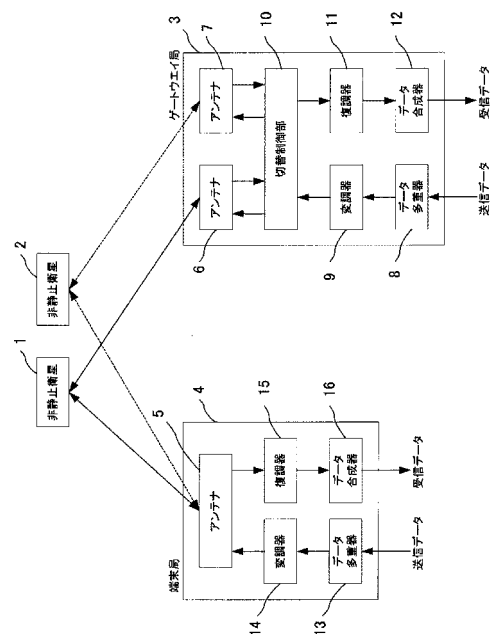 1
非静止衛星
2
非静止衛星
3
ゲートウエイ局
6
アンテナ
7
アンテナ
10
切替制御部
9
変調器
11
復調器
8
データ
多重器
12
データ
合成器
送信データ
受信データ
4
端末局
5
アンテナ
14
変調器
15
復調器
13
データ
多重器
16
データ
合成器
送信データ
受信データ